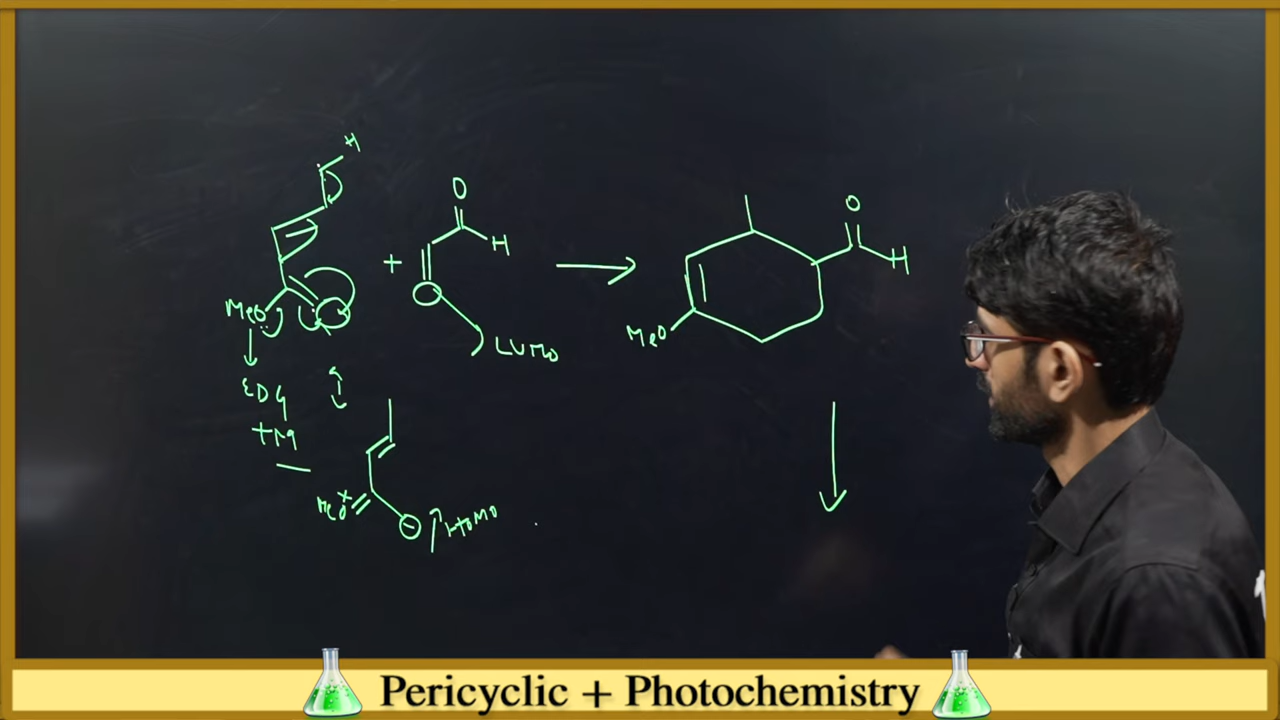 H
O
H
+
MeO
LUMO
EDG
+M
MeO
+
HOMO
O
H
MeO
Pericyclic + Photochemistry